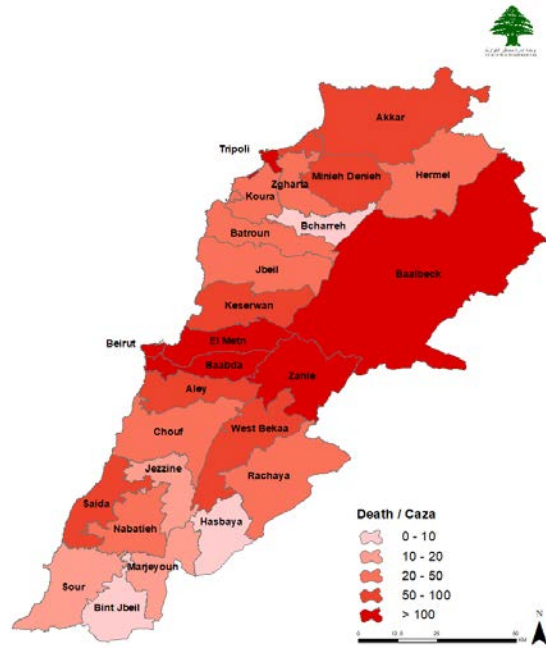 Akkar
Tripoli
Minieh Denieh
Hermel
Zgharta
Koura
Bcharreh
Batroun
Jbeil
Baalbeck
Keserwan
El Metn
Beirut
Baabda
Zahle
Aley
West Bekaa
Chouf
Jezzine
Rachaya
Saida
Hasbaya
Nabatieh
Marjeyoun
Sour
Bint Jbeil
Death / Caza
0 - 10
10 - 20
20 - 50
50 - 100
> 100
N
KM